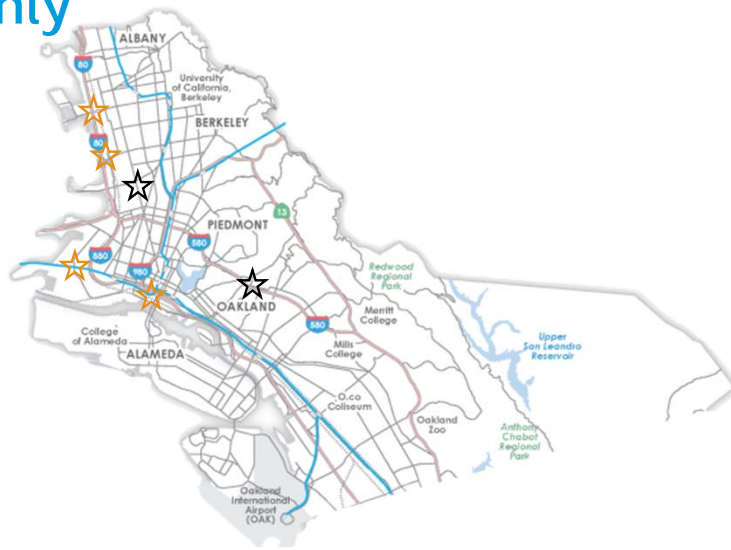 ALBANY
80
University
of California,
Berkeley
BERKELEY
80
13
PIEDMONT
580
880
980
Redwood
Regional
Park
OAKLAND
Merritt
College
580
College
of Alameda
ALAMEDA
Mills
College
Upper
San Leandro
Reservoir
O.co
Coliseum
Oakland
Zoo
Anthony
Chabot
Regional
Park
Oakland
International
Airport
(OAK)